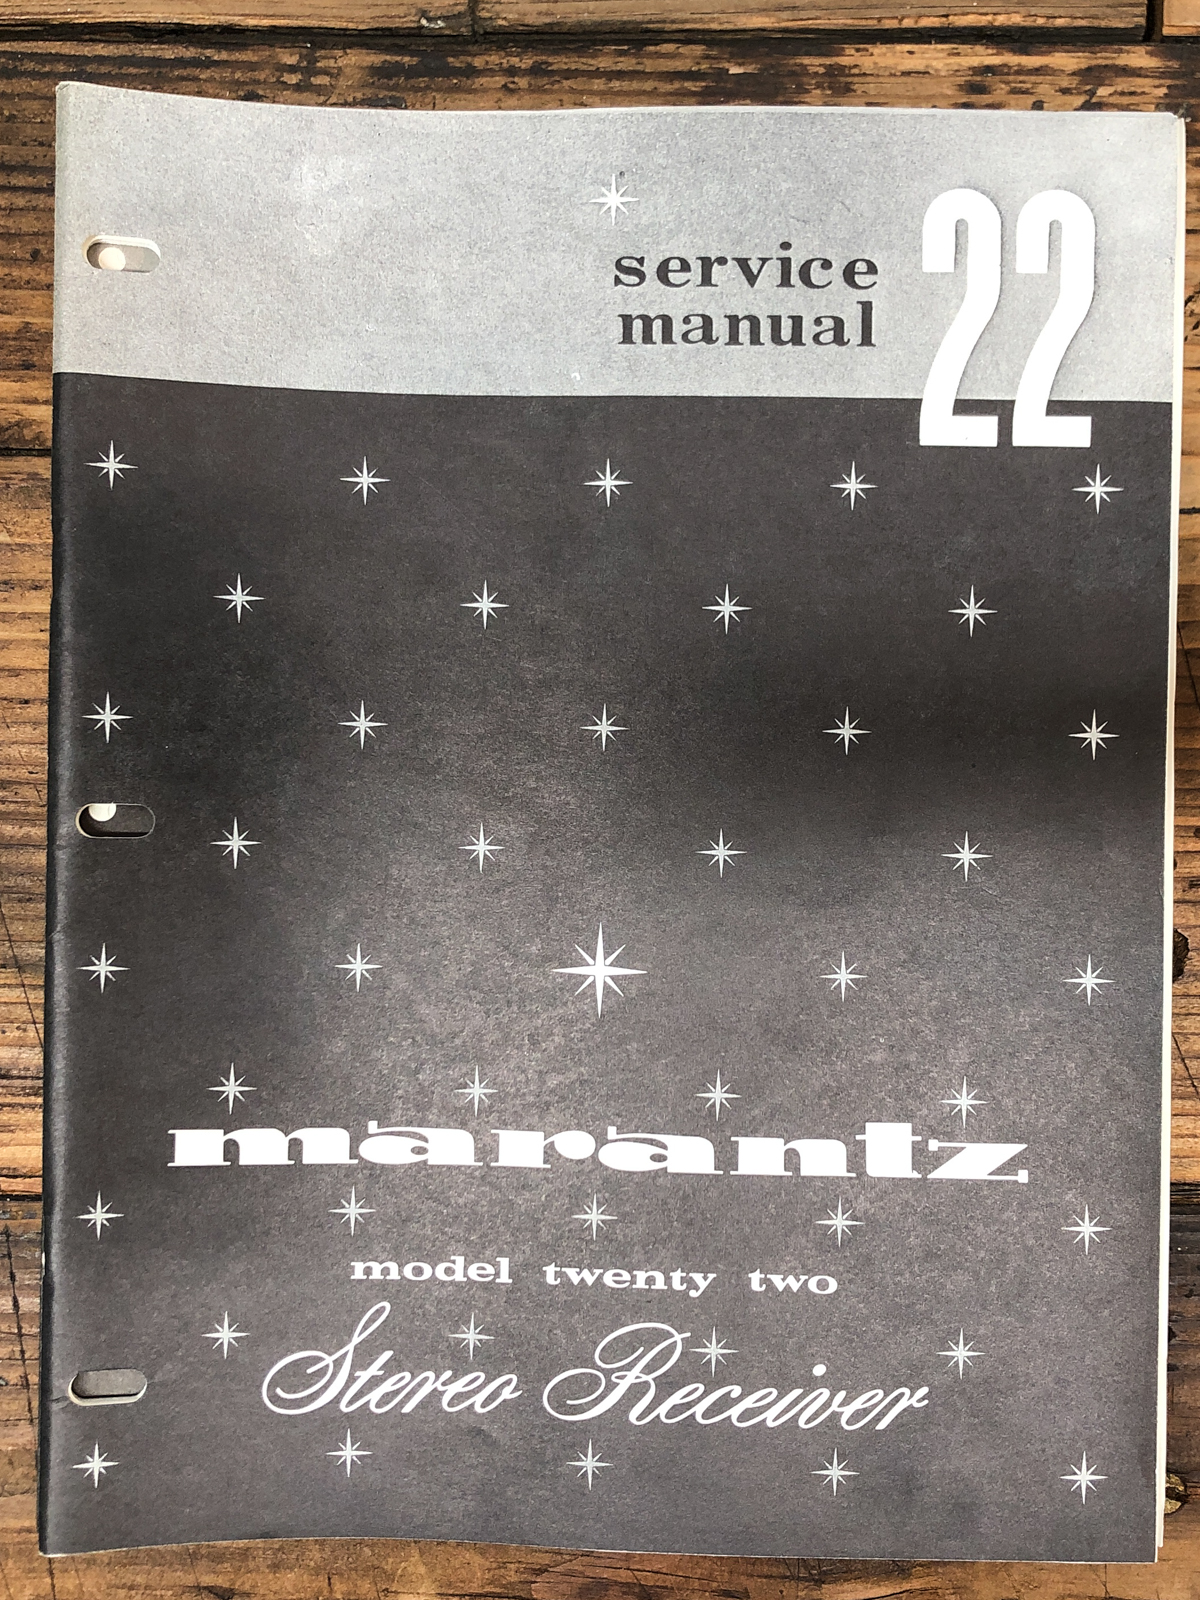 service
manual
22
marantz
model twenty two
Stereo Receiver